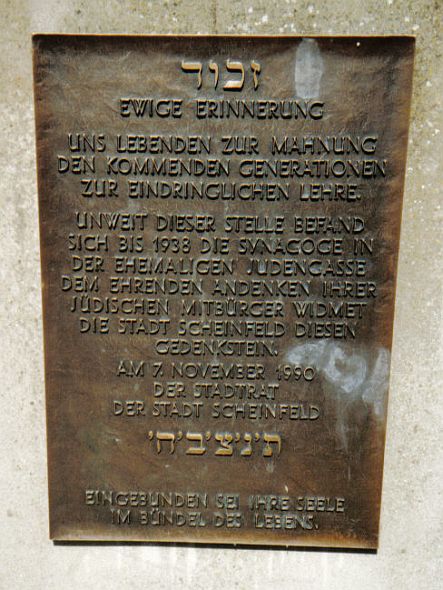 זכור
EWIGE ERINNERUNG
UNS LEBENDEN ZUR MAHNUNG
DEN KOMMENDEN GENERATIONEN
ZUR EINDRINGLICHEN LEHRE.
UNWEIT DIESER STELLE BEFAND
SICH BIS 1938 DIE SYNAGOGE IN
DER EHEMALIGEN JUDENGASSE
DEM EHRENDEN ANDENKEN IHRER
JÜDISCHEN MITBÜRGER WIDMET
DIE STADT SCHEINFELD DIESEN
GEDENKSTEIN.
AM 7. NOVEMBER 1990
DER STADTRAT
DER STADT SCHEINFELD
ת'נ'צ'ב'ה'
EINGEBUNDEN SEI IHRE SEELE
IM BÜNDEL DES LEBENS.